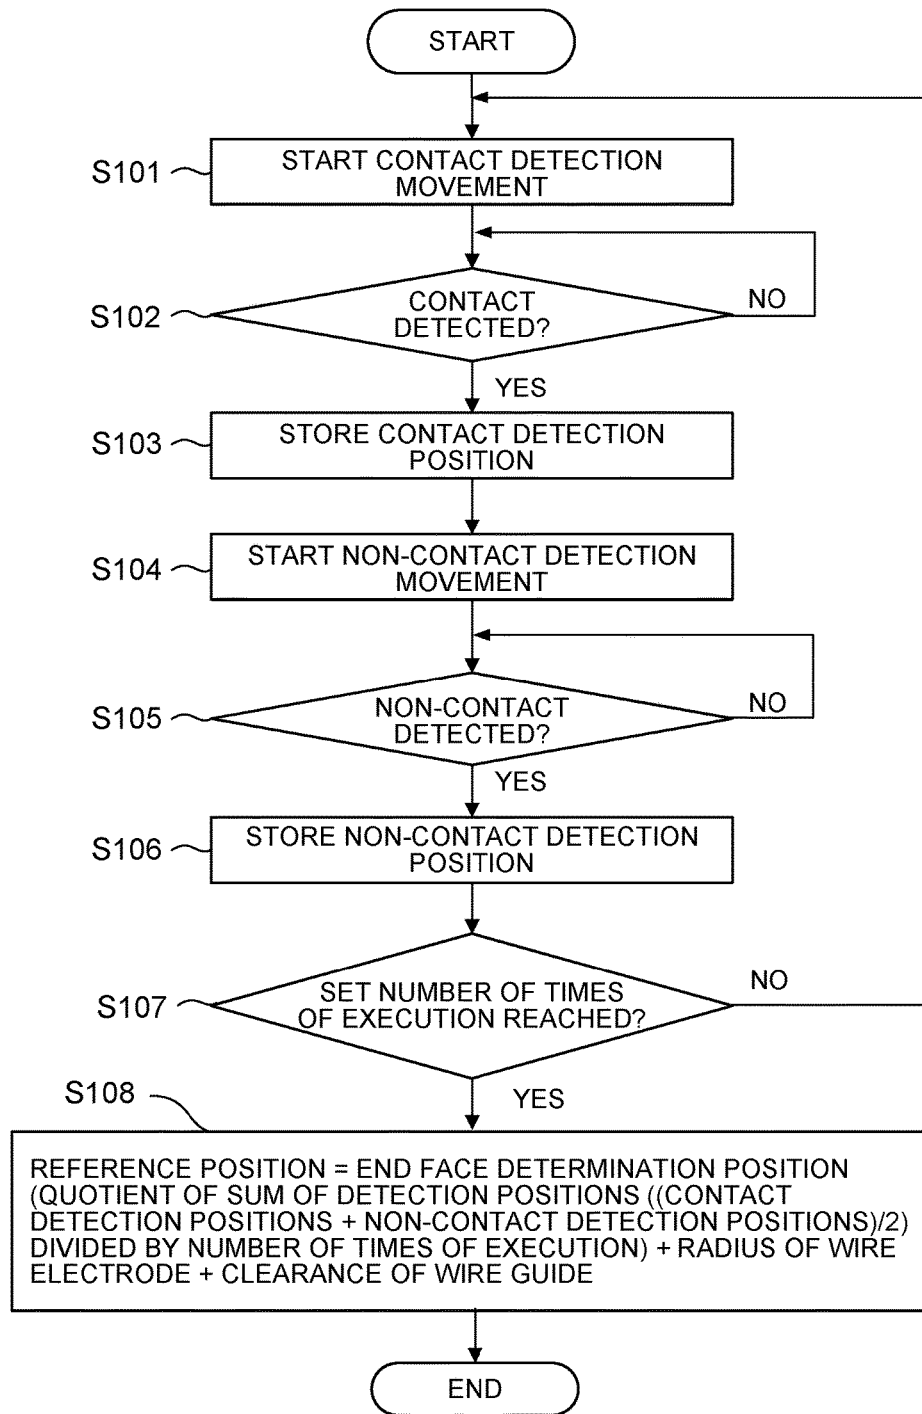 START
S101
START CONTACT DETECTION
MOVEMENT
S102
CONTACT
DETECTED?
NO
YES
S103
STORE CONTACT DETECTION
POSITION
S104
START NON-CONTACT DETECTION
MOVEMENT
S105
NON-CONTACT
DETECTED?
NO
YES
S106
STORE NON-CONTACT DETECTION
POSITION
S107
SET NUMBER OF TIMES
OF EXECUTION REACHED?
NO
YES
S108
REFERENCE POSITION = END FACE DETERMINATION POSITION
(QUOTIENT OF SUM OF DETECTION POSITIONS ((CONTACT
DETECTION POSITIONS + NON-CONTACT DETECTION POSITIONS)/2)
DIVIDED BY NUMBER OF TIMES OF EXECUTION) + RADIUS OF WIRE
ELECTRODE + CLEARANCE OF WIRE GUIDE
END